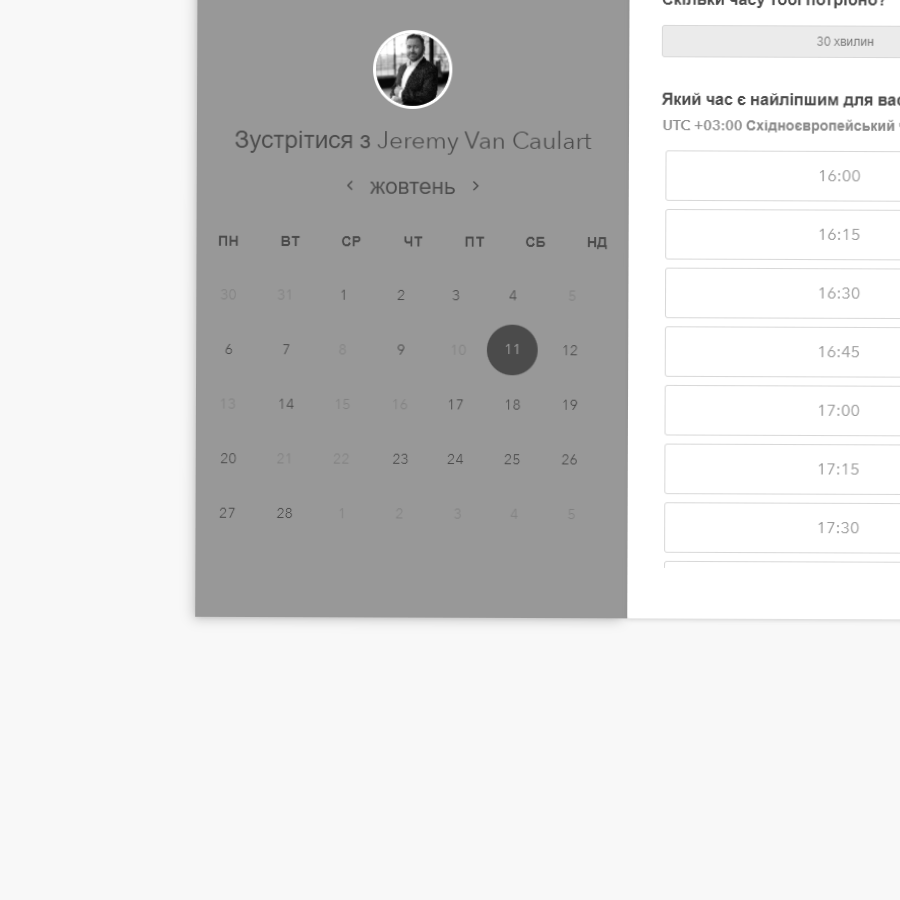 Зустрітися з Jeremy Van Caulart
жовтень
ПН ВТ СР ЧТ ПТ СБ НД
30 31 1 2 3 4 5
6 7 8 9 10 11 12
13 14 15 16 17 18 19
20 21 22 23 24 25 26
27 28 1 2 3 4 5
Скільки часу тобі потрібно?
30 хвилин
Який час є найліпшим для вас
UTC +03:00 Східноєвропейський
16:00
16:15
16:30
16:45
17:00
17:15
17:30